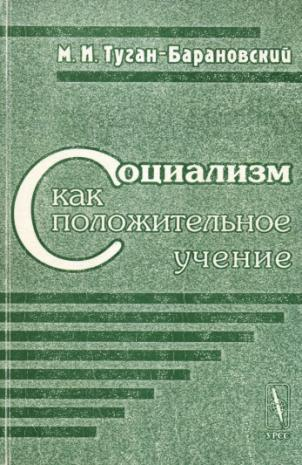 М. И. Туган-Барановский
Социализм
как
положительное
учение
УРСС